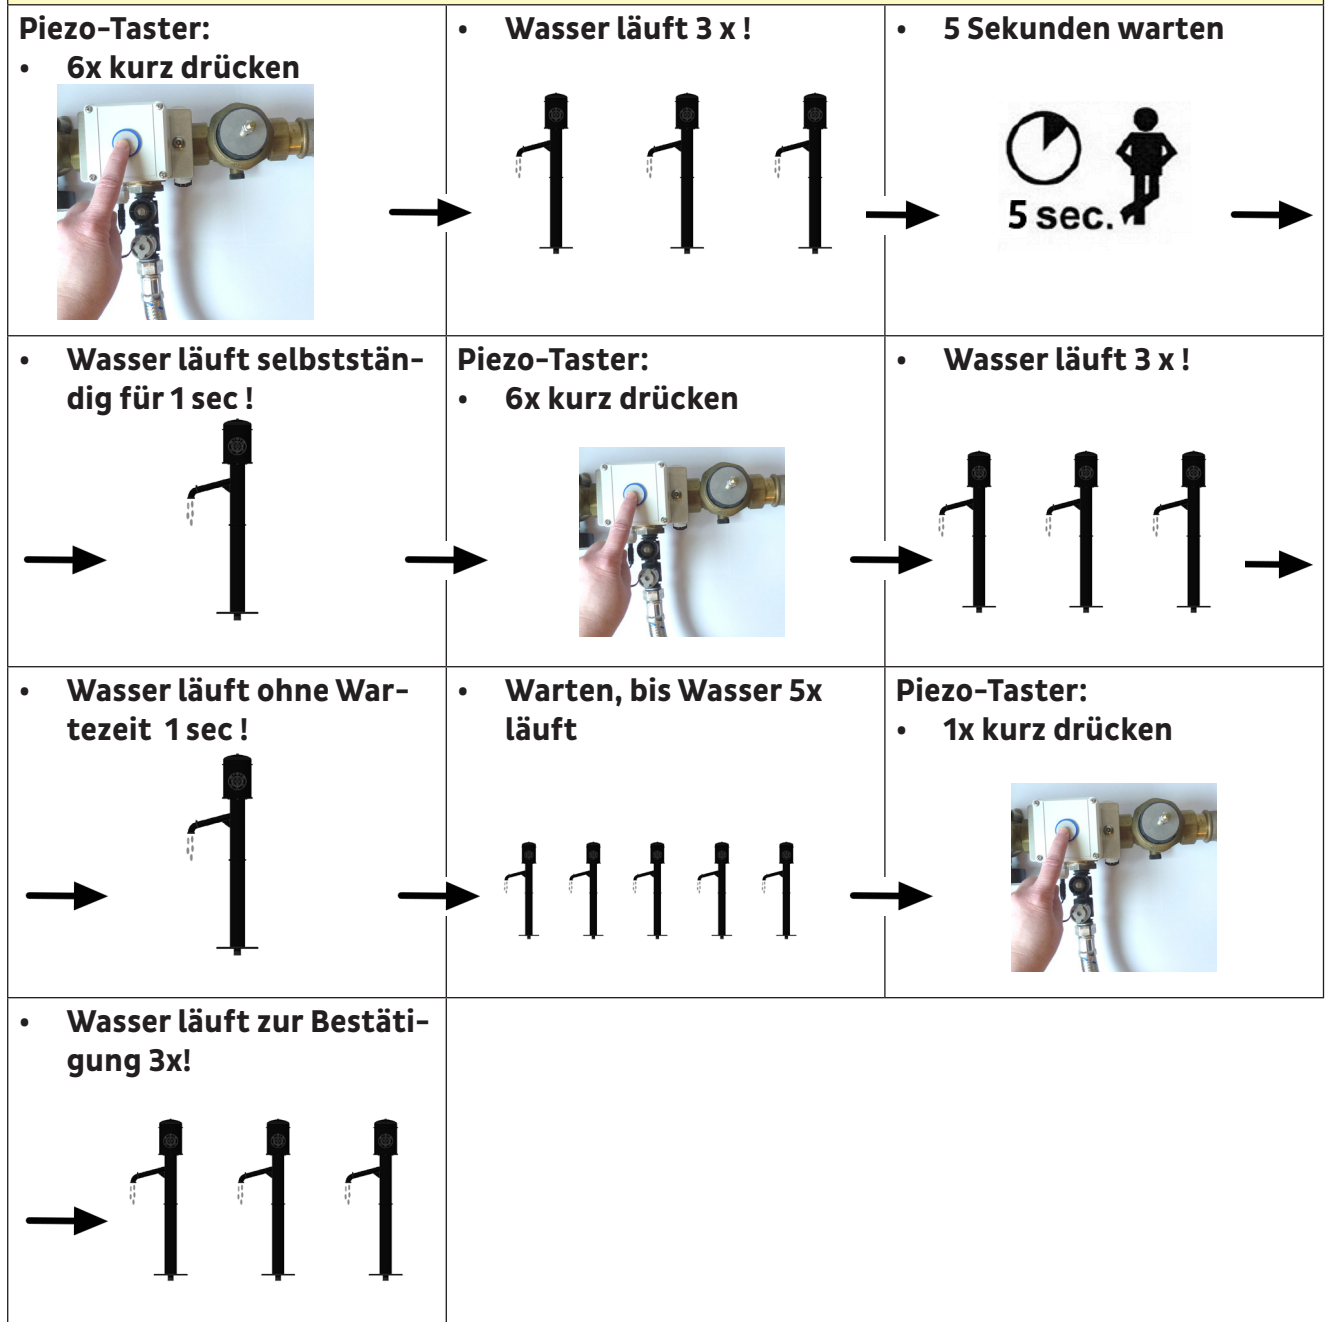 Piezo-Taster:
• 6x kurz drücken
• Wasser läuft 3 x !
• 5 Sekunden warten
5 sec.
• Wasser läuft selbststän-
dig für 1 sec !
Piezo-Taster:
• 6x kurz drücken
• Wasser läuft 3 x !
• Wasser läuft ohne War-
tezeit 1 sec !
• Warten, bis Wasser 5x
läuft
Piezo-Taster:
• 1x kurz drücken
• Wasser läuft zur Bestäti-
gung 3x!